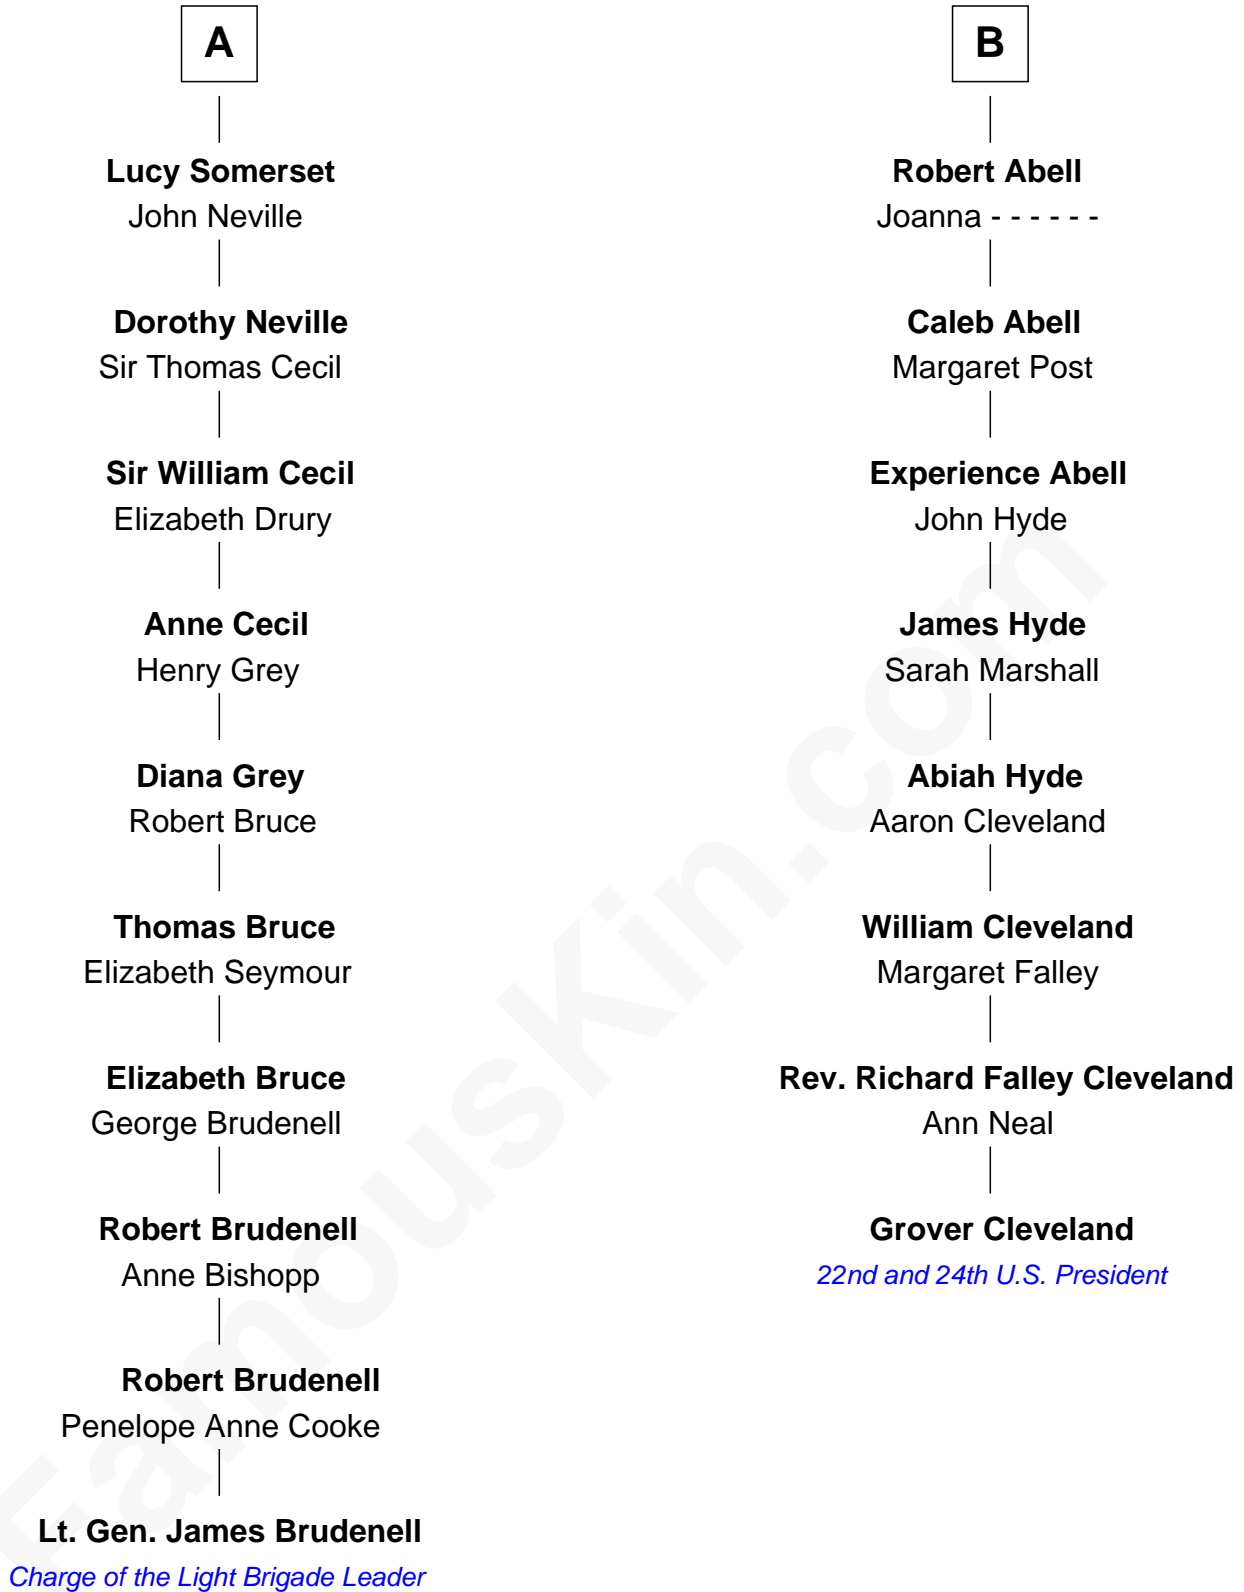 A
Lucy Somerset
John Neville
Dorothy Neville
Sir Thomas Cecil
Sir William Cecil
Elizabeth Drury
Anne Cecil
Henry Grey
Diana Grey
Robert Bruce
Thomas Bruce
Elizabeth Seymour
Elizabeth Bruce
George Brudenell
Robert Brudenell
Anne Bishopp
Robert Brudenell
Penelope Anne Cooke
Lt. Gen. James Brudenell
Charge of the Light Brigade Leader
B
Robert Abell
Joanna - - - - - -
Caleb Abell
Margaret Post
Experience Abell
John Hyde
James Hyde
Sarah Marshall
Abiah Hyde
Aaron Cleveland
William Cleveland
Margaret Falley
Rev. Richard Falley Cleveland
Ann Neal
Grover Cleveland
22nd and 24th U.S. President
FamousKin.com